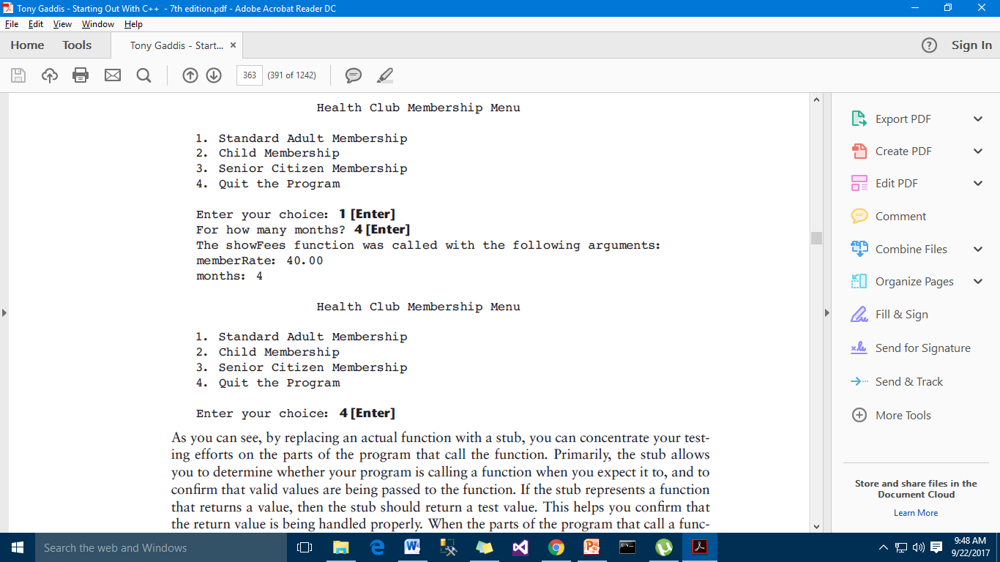 Tony Gaddis - Starting Out With C++ - 7th edition.pdf - Adobe Acrobat Reader DC
File Edit View Window Help
Home Tools Tony Gaddis - Start... × ? Sign In
363 (391 of 1242)
Health Club Membership Menu
1. Standard Adult Membership
2. Child Membership
3. Senior Citizen Membership
4. Quit the Program
Enter your choice: 1 [Enter]
For how many months? 4 [Enter]
The showFees function was called with the following arguments:
memberRate: 40.00
months: 4
Health Club Membership Menu
1. Standard Adult Membership
2. Child Membership
3. Senior Citizen Membership
4. Quit the Program
Enter your choice: 4 [Enter]
As you can see, by replacing an actual function with a stub, you can concentrate your test-
ing efforts on the parts of the program that call the function. Primarily, the stub allows
you to determine whether your program is calling a function when you expect it to, and to
confirm that valid values are being passed to the function. If the stub represents a function
that returns a value, then the stub should return a test value. This helps you confirm that
the return value is being handled properly. When the parts of the program that call a func-
Export PDF
Create PDF
Edit PDF
Comment
Combine Files
Organize Pages
Fill & Sign
Send for Signature
Send & Track
More Tools
Store and share files in the
Document Cloud
Learn More
Search the web and Windows
9:48 AM
9/22/2017